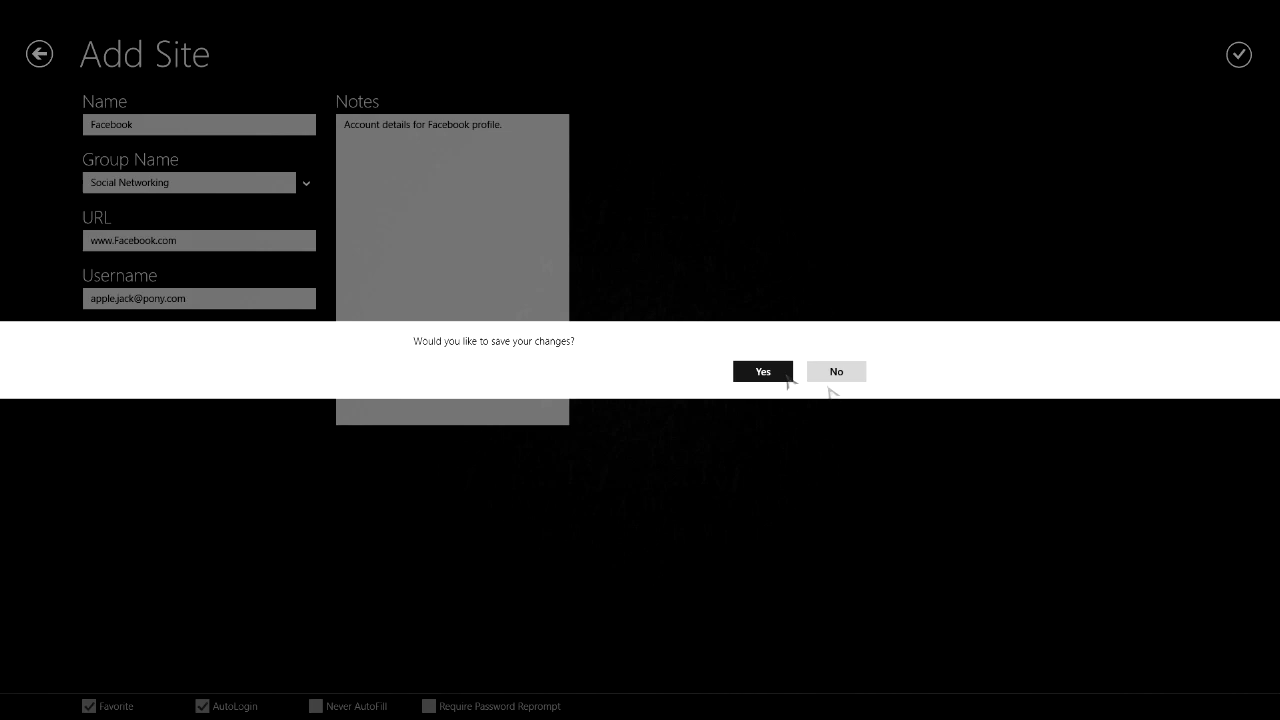 Add Site
Name
Facebook
Group Name
Social Networking
URL
www.Facebook.com
Username
apple.jack@pony.com
Notes
Account details for Facebook profile.
Would you like to save your changes?
Yes No
Favorite AutoLogin Never AutoFill Require Password Reprompt